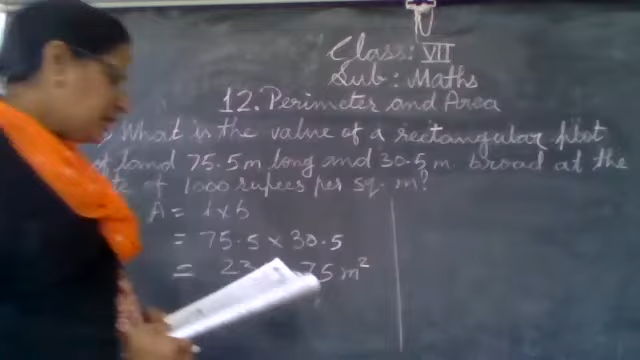 Class: VII
Sub: Maths
12. Perimeter and Area
What is the value of a rectangular plot
of land 75.5m long and 30.5 m broad at the
of 1000 rupees per sq. m?
A = l x b
= 75.5 x 30.5
= 75 m²